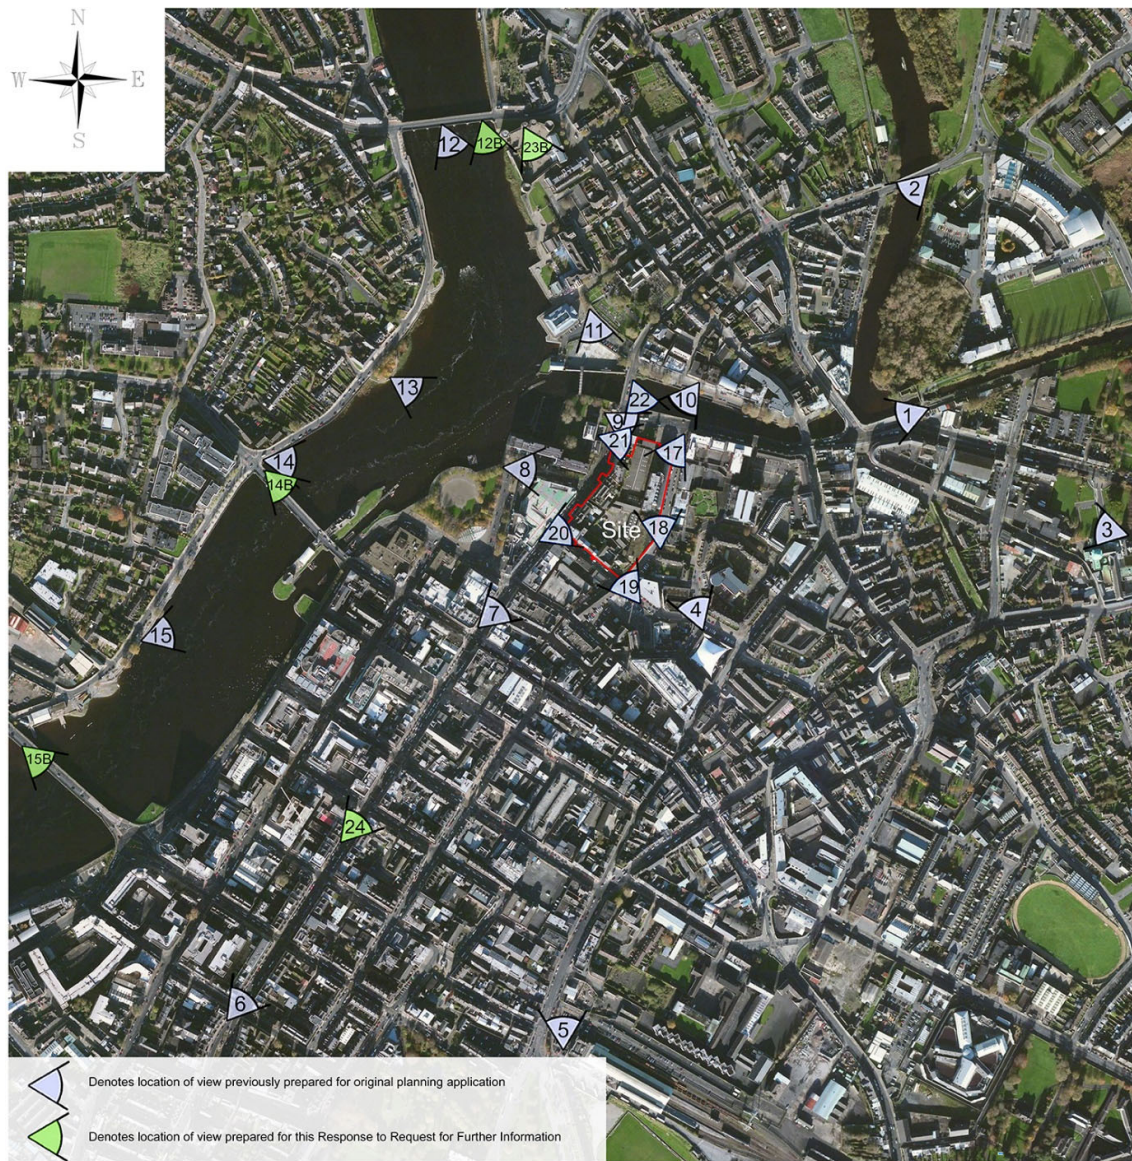 N
W E
S
12
12B
23B
2
11
13
22
10
1
9
21
17
14
8
14B
20
Site
18
3
19
7
4
15
15B
24
6
5
Denotes location of view previously prepared for original planning application
Denotes location of view prepared for this Response to Request for Further Information